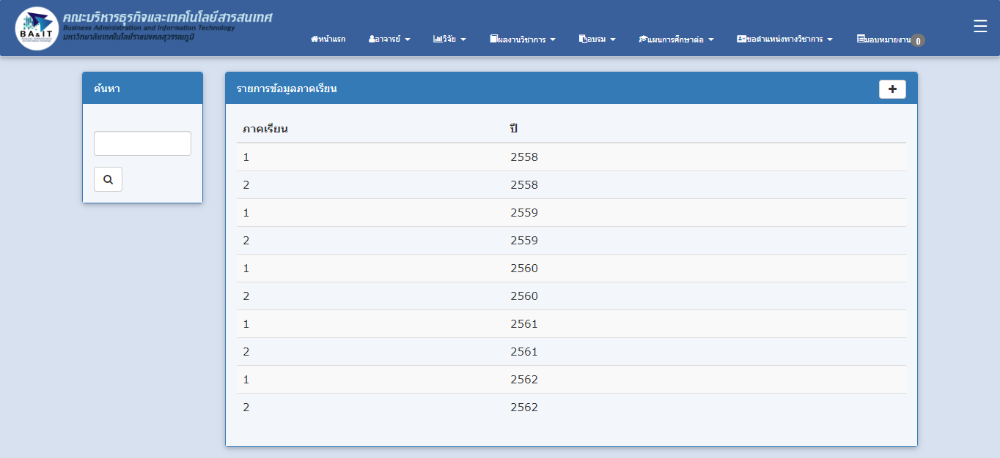 คณะบริหารธุรกิจและเทคโนโลยีสารสนเทศ
Business Administration and Information Technology
มหาวิทยาลัยเทคโนโลยีราชมงคลสุวรรณภูมิ
BA&IT
หน้าแรก อาจารย์ วิจัย ผลงานวิชาการ อบรม แผนการศึกษาต่อ ขอตำแหน่งทางวิชาการ มอบหมายงาน 0
ค้นหา
รายการข้อมูลภาคเรียน
ภาคเรียน ปี
1 2558
2 2558
1 2559
2 2559
1 2560
2 2560
1 2561
2 2561
1 2562
2 2562